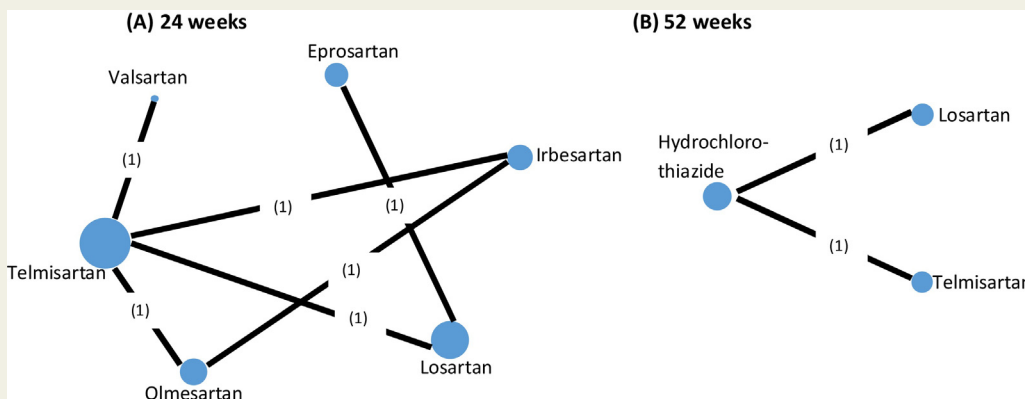 (A) 24 weeks
(B) 52 weeks
Eprosartan
Valsartan
Losartan
Hydrochloro-
thiazide
(1)
Irbesartan
(1)
(1)
(1)
(1)
(1)
Telmisartan
(1)
Telmisartan
(1)
(1)
Losartan
Olmesartan